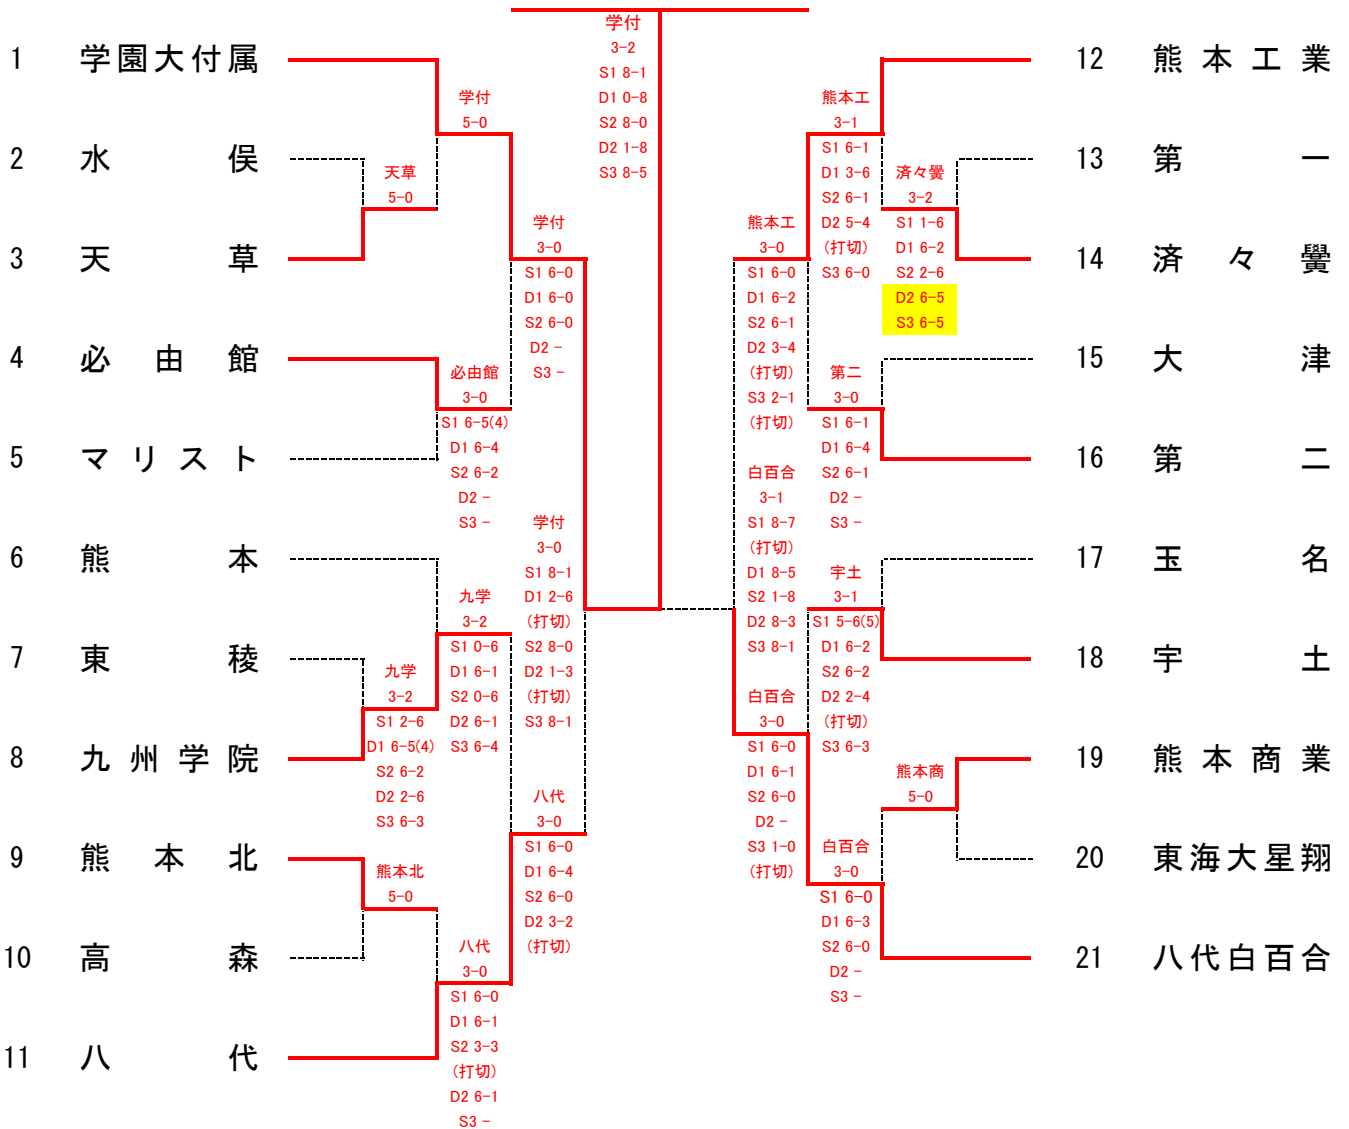 1 学園大付属
2 水俣
3 天草
4 必由館
5 マリスト
6 熊本
7 東稜
8 九州学院
9 熊本北
10 高森
11 八代
天草
5-0
九学
3-2
S1 2-6
D1 6-5(4)
S2 6-2
D2 2-6
S3 6-3
熊本北
5-0
学付
5-0
必由館
3-0
S1 6-5(4)
D1 6-4
S2 6-2
D2 -
S3 -
九学
3-2
S1 0-6
D1 6-1
S2 0-6
D2 6-1
S3 6-4
八代
3-0
S1 6-0
D1 6-1
S2 3-3
(打切)
D2 6-1
S3 -
学付
3-0
S1 6-0
D1 6-0
S2 6-0
D2 -
S3 -
学付
3-0
S1 8-1
D1 2-6
(打切)
S2 8-0
D2 1-3
(打切)
S3 8-1
八代
3-0
S1 6-0
D1 6-4
S2 6-0
D2 3-2
(打切)
学付
3-2
S1 8-1
D1 0-8
S2 8-0
D2 1-8
S3 8-5
熊本工
3-0
S1 6-0
D1 6-2
S2 6-1
D2 3-4
(打切)
S3 2-1
(打切)
白百合
3-1
S1 8-7
(打切)
D1 8-5
S2 1-8
D2 8-3
S3 8-1
白百合
3-0
S1 6-0
D1 6-1
S2 6-0
D2 -
S3 1-0
(打切)
熊本工
3-1
S1 6-1
D1 3-6
S2 6-1
D2 5-4
(打切)
S3 6-0
第二
3-0
S1 6-1
D1 6-4
S2 6-1
D2 -
S3 -
宇土
3-1
S1 5-6(5)
D1 6-2
S2 6-2
D2 2-4
(打切)
S3 6-3
白百合
3-0
S1 6-0
D1 6-3
S2 6-0
D2 -
S3 -
済々黌
3-2
S1 1-6
D1 6-2
S2 2-6
D2 6-5
S3 6-5
熊本商
5-0
12 熊本工業
13 第一
14 済々黌
15 大津
16 第二
17 玉名
18 宇土
19 熊本商業
20 東海大星翔
21 八代白百合